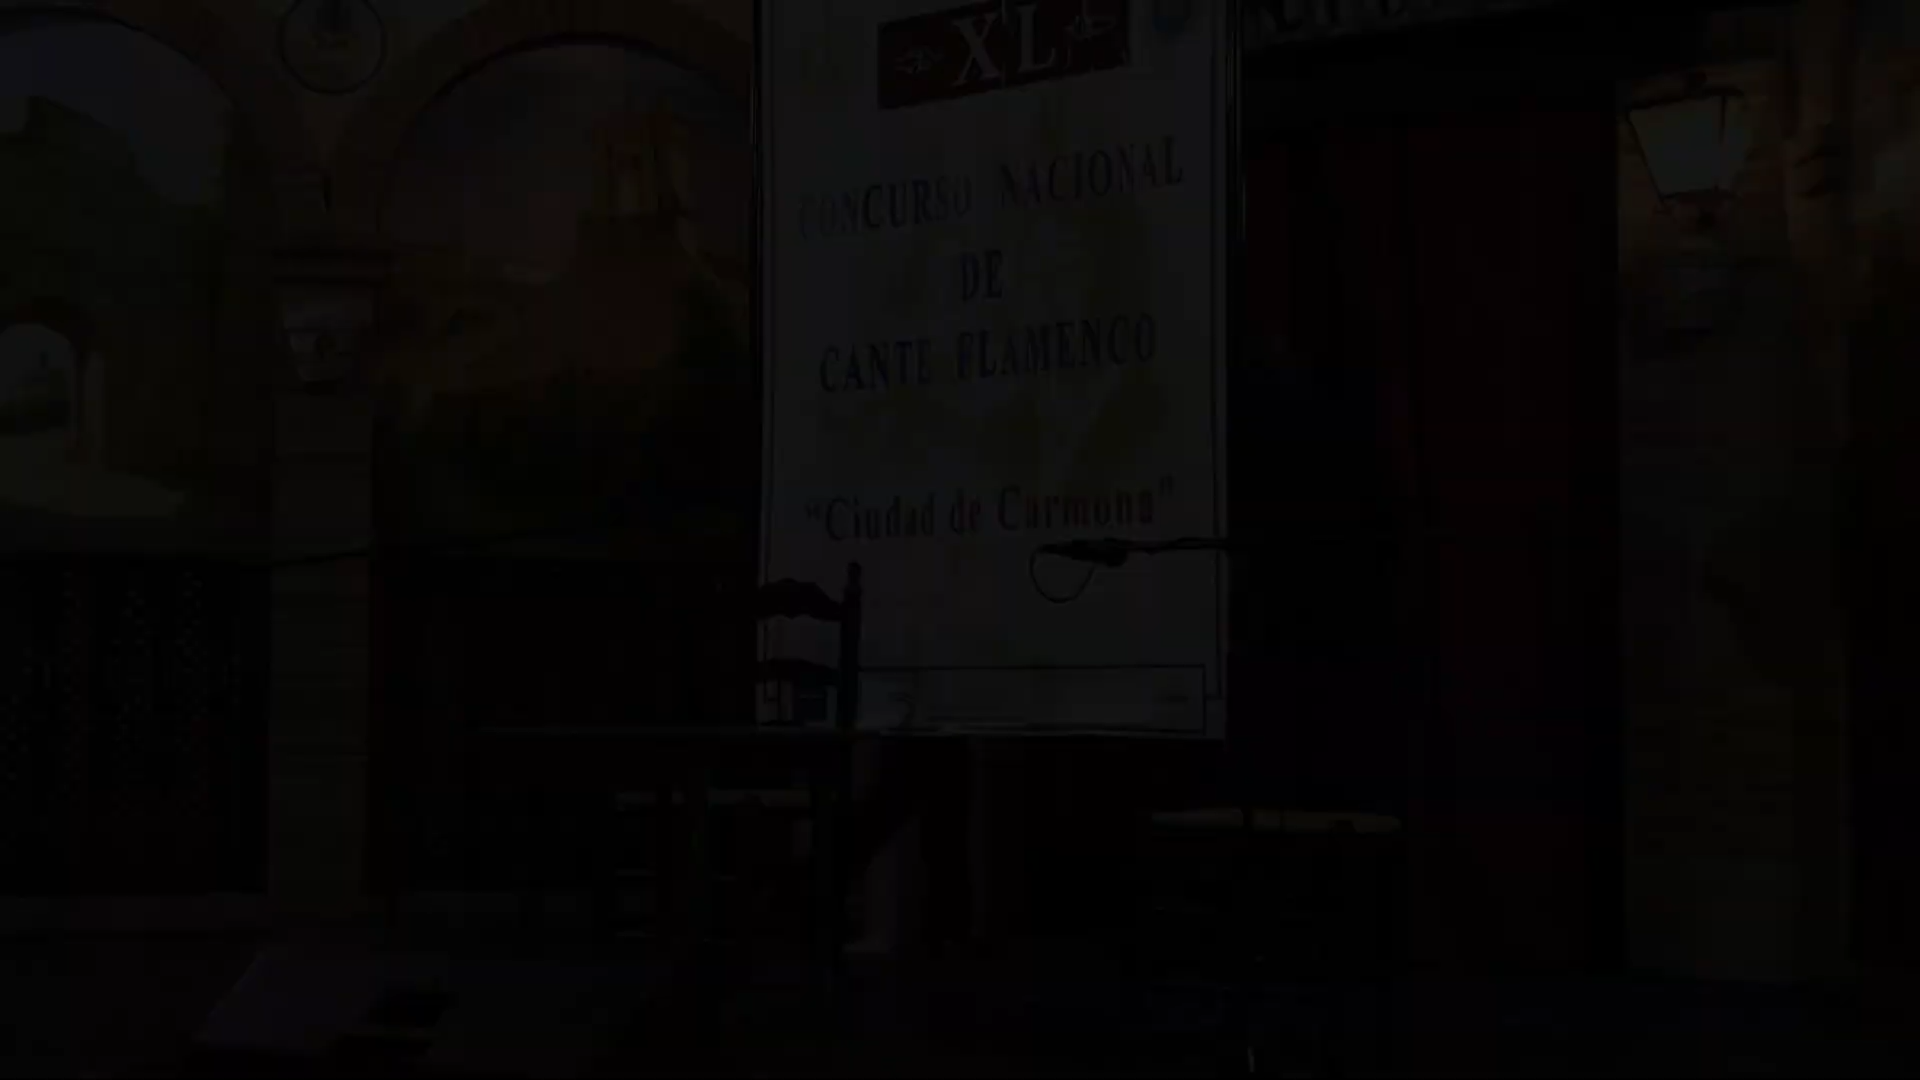 XL
CONCURSO NACIONAL
DE
CANTE FLAMENCO
"Ciudad de Carmona"